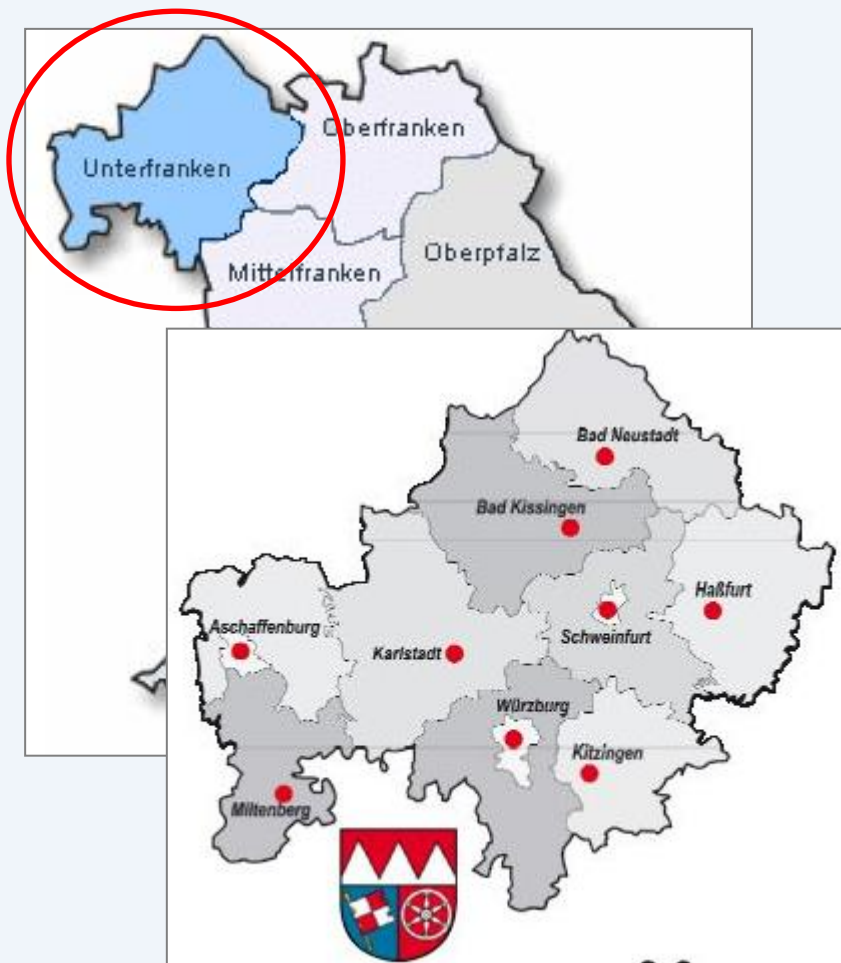 Oberfranken
Unterfranken
Oberpfalz
Mittelfranken
Bad Neustadt
Bad Kissingen
Haßfurt
Aschaffenburg
Schweinfurt
Karlstadt
Würzburg
Kitzingen
Miltenberg